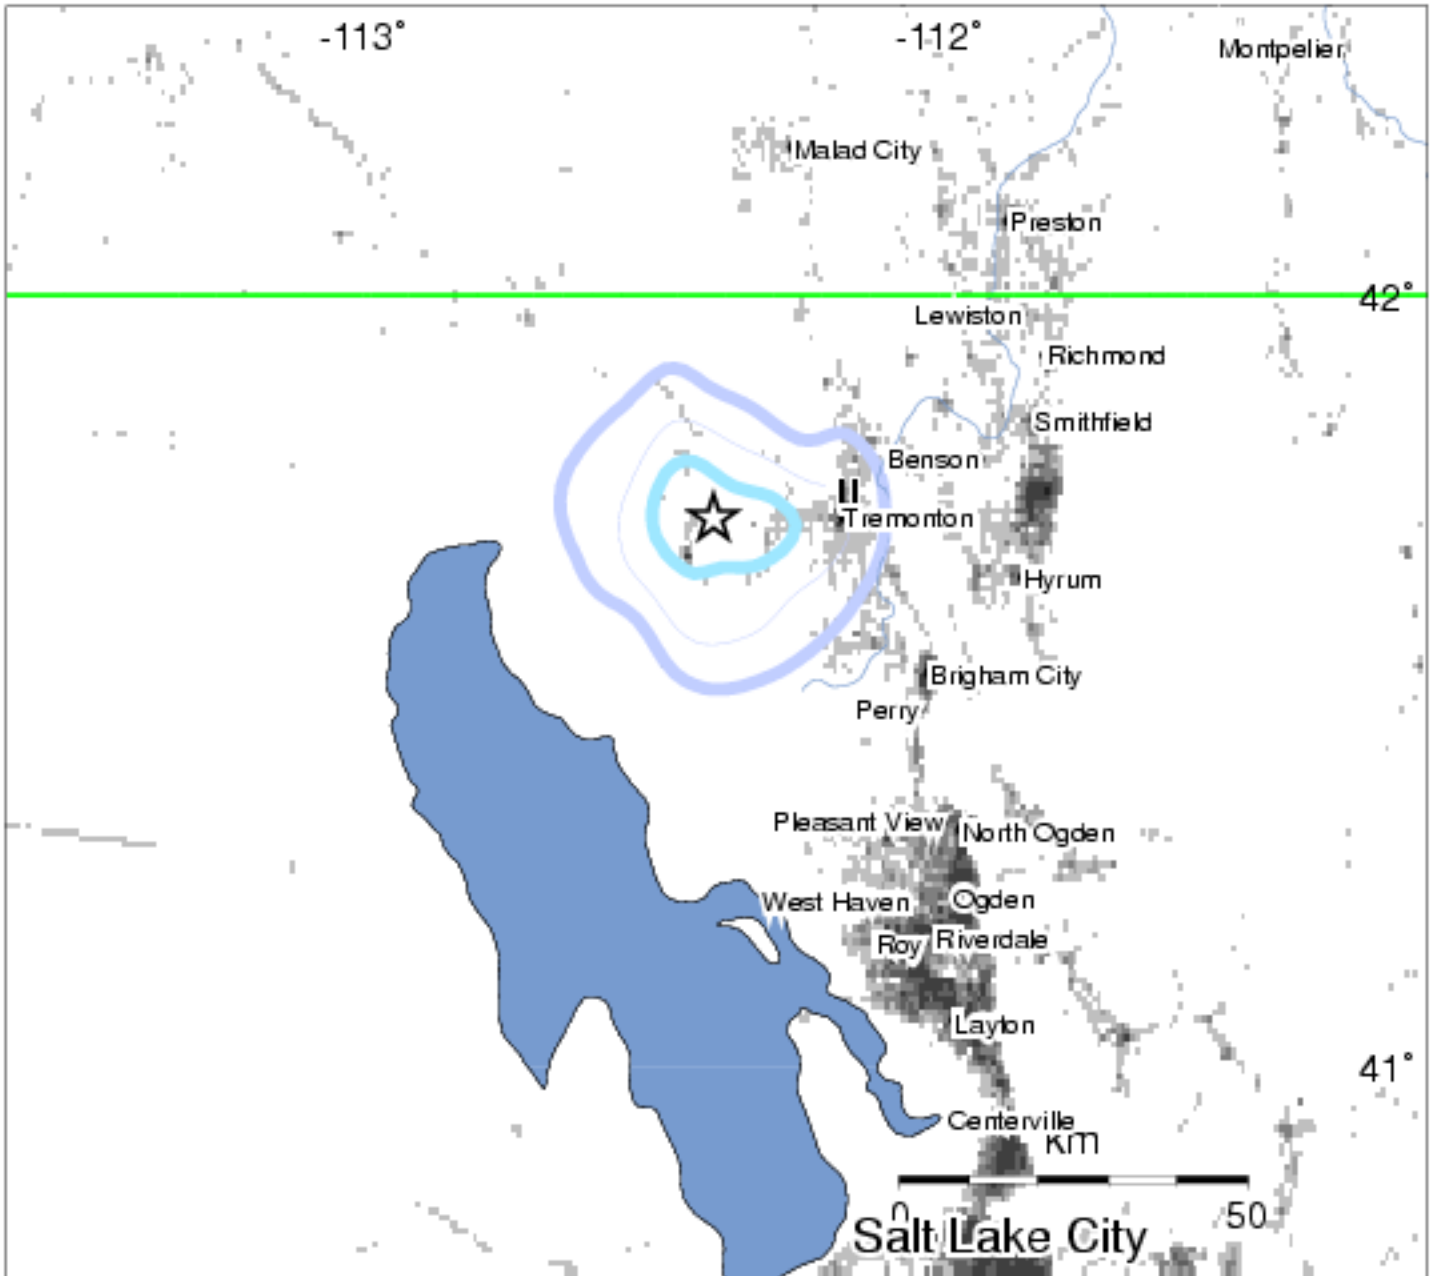 -113°
-112°
Montpelier
Malad City
Preston
42°
Lewiston
Richmond
Smithfield
Benson
II
Tremonton
Hyrum
Brigham City
Perry
Pleasant View
North Ogden
West Haven
Ogden
Roy
Riverdale
Layton
41°
Centerville
km
0
50
Salt Lake City